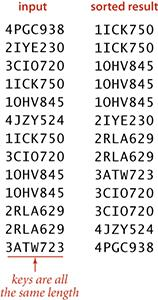 input sorted result
4PGC938 1ICK750
2IYE230 1ICK750
3CIO720 1OHV845
1ICK750 1OHV845
1OHV845 1OHV845
4JZY524 2IYE230
1ICK750 2RLA629
3CIO720 2RLA629
1OHV845 3ATW723
1OHV845 3CIO720
2RLA629 3CIO720
2RLA629 4JZY524
3ATW723 4PGC938
keys are all
the same length